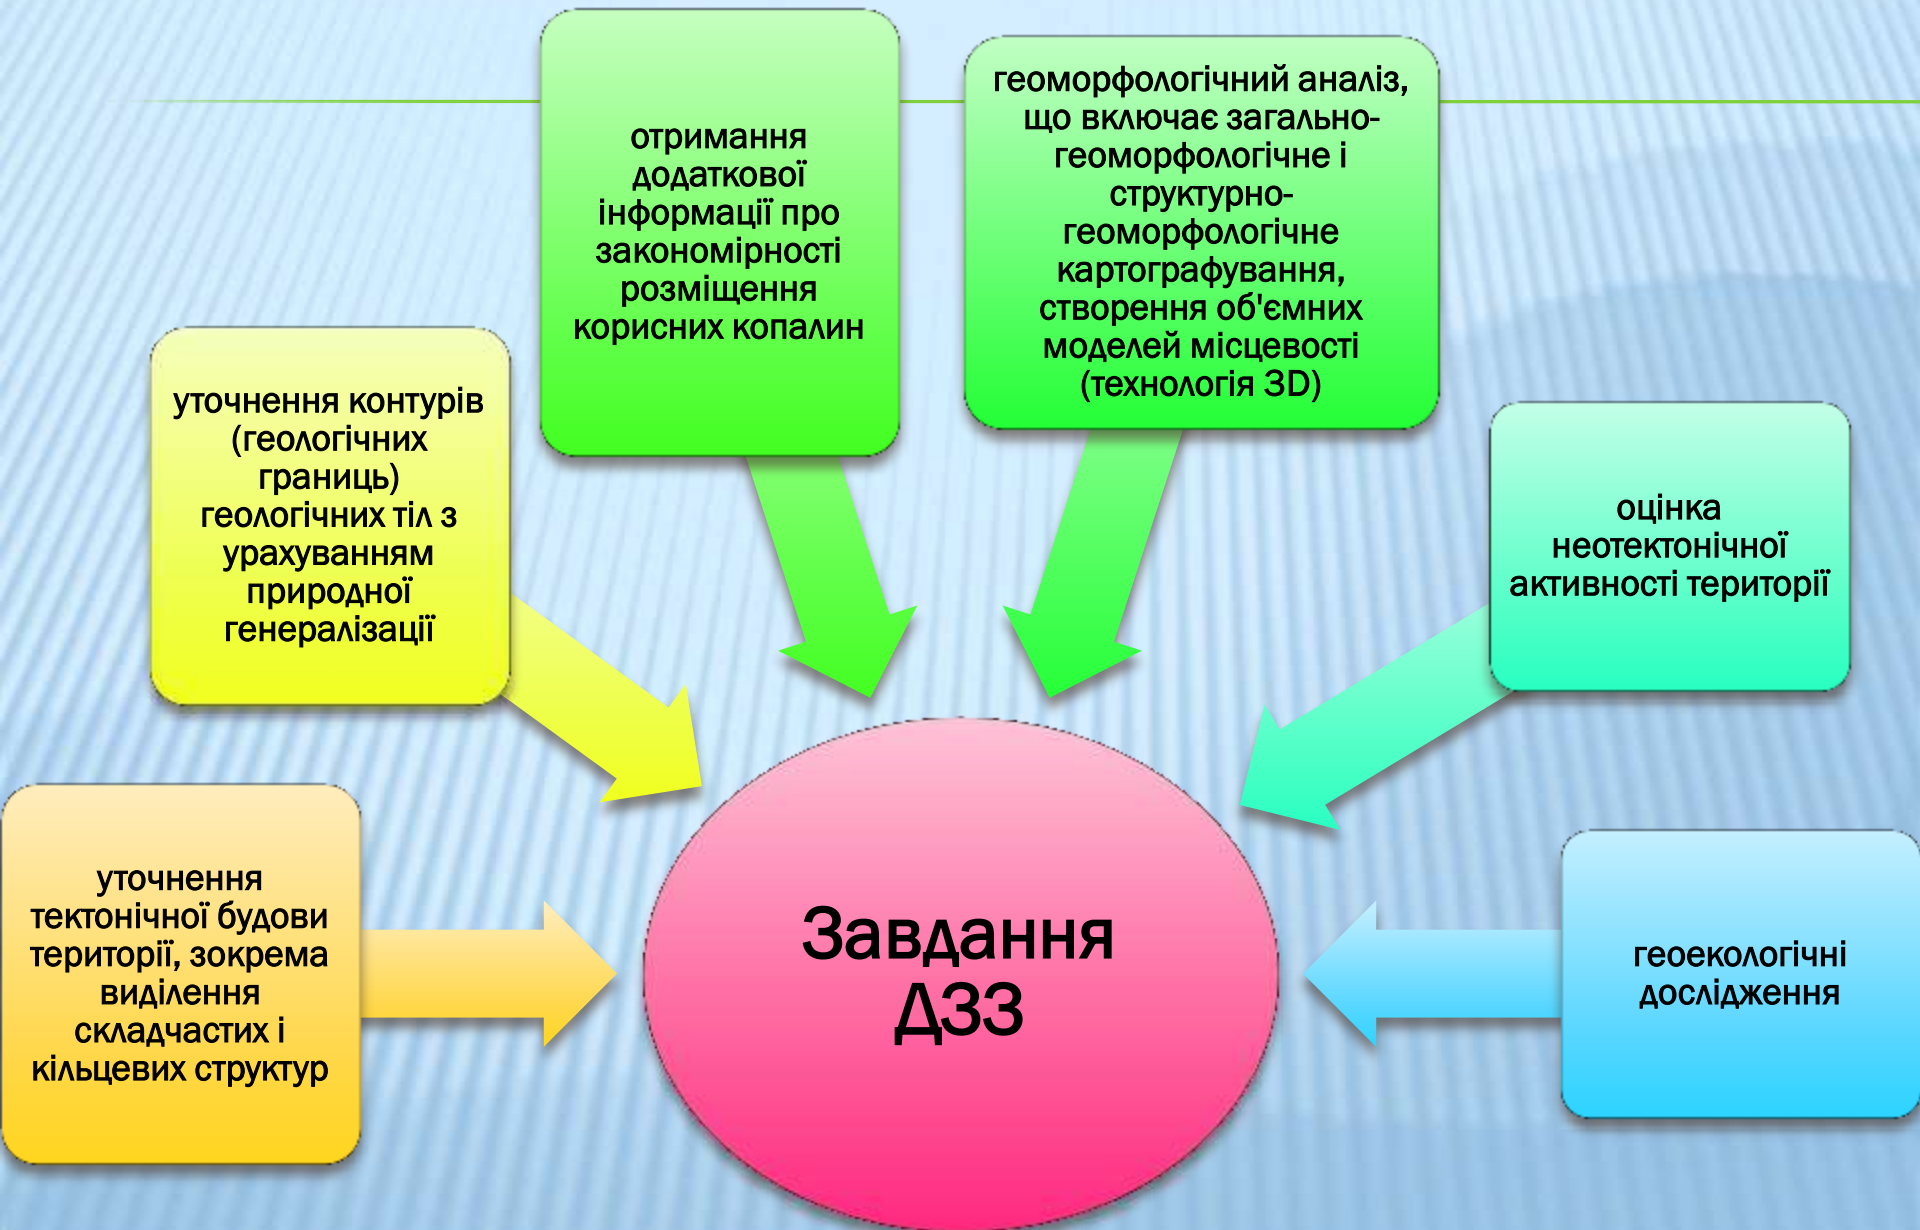 отримання
додаткової
інформації про
закономірності
розміщення
корисних копалин
геоморфологічний аналіз,
що включає загально-
геоморфологічне і
структурно-
геоморфологічне
картографування,
створення об'ємних
моделей місцевості
(технологія 3D)
уточнення контурів
(геологічних
границь)
геологічних тіл з
урахуванням
природної
генералізації
оцінка
неотектонічної
активності території
уточнення
тектонічної будови
території, зокрема
виділення
складчастих і
кільцевих структур
Завдання
ДЗЗ
геоекологічні
дослідження